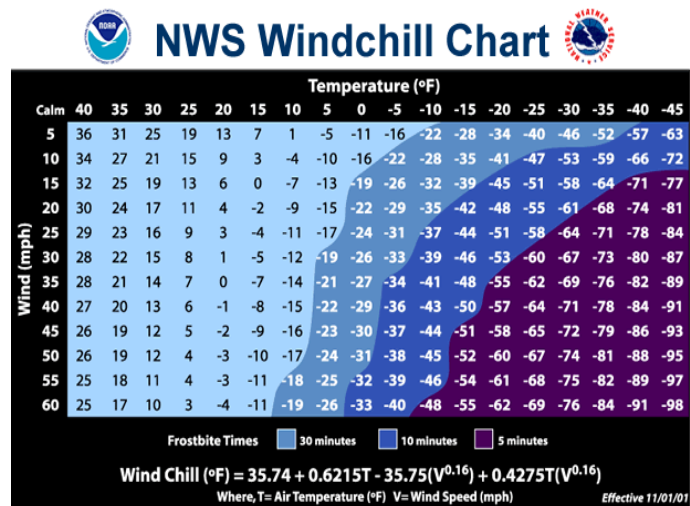 NOAA
NWS Windchill Chart
NATIONAL WEATHER SERVICE
Temperature (ºF)
Calm 40 35 30 25 20 15 10 5 0 -5 -10 -15 -20 -25 -30 -35 -40 -45
Wind (mph)
5 36 31 25 19 13 7 1 -5 -11 -16 -22 -28 -34 -40 -46 -52 -57 -63
10 34 27 21 15 9 3 -4 -10 -16 -22 -28 -35 -41 -47 -53 -59 -66 -72
15 32 25 19 13 6 0 -7 -13 -19 -26 -32 -39 -45 -51 -58 -64 -71 -77
20 30 24 17 11 4 -2 -9 -15 -22 -29 -35 -42 -48 -55 -61 -68 -74 -81
25 29 23 16 9 3 -4 -11 -17 -24 -31 -37 -44 -51 -58 -64 -71 -78 -84
30 28 22 15 8 1 -5 -12 -19 -26 -33 -39 -46 -53 -60 -67 -73 -80 -87
35 28 21 14 7 0 -7 -14 -21 -27 -34 -41 -48 -55 -62 -69 -76 -82 -89
40 27 20 13 6 -1 -8 -15 -22 -29 -36 -43 -50 -57 -64 -71 -78 -84 -91
45 26 19 12 5 -2 -9 -16 -23 -30 -37 -44 -51 -58 -65 -72 -79 -86 -93
50 26 19 12 4 -3 -10 -17 -24 -31 -38 -45 -52 -60 -67 -74 -81 -88 -95
55 25 18 11 4 -3 -11 -18 -25 -32 -39 -46 -54 -61 -68 -75 -82 -89 -97
60 25 17 10 3 -4 -11 -19 -26 -33 -40 -48 -55 -62 -69 -76 -84 -91 -98
Frostbite Times 30 minutes 10 minutes 5 minutes
Wind Chill (ºF) = 35.74 + 0.6215T - 35.75(V^0.16) + 0.4275T(V^0.16)
Where, T= Air Temperature (ºF) V= Wind Speed (mph)
Effective 11/01/01